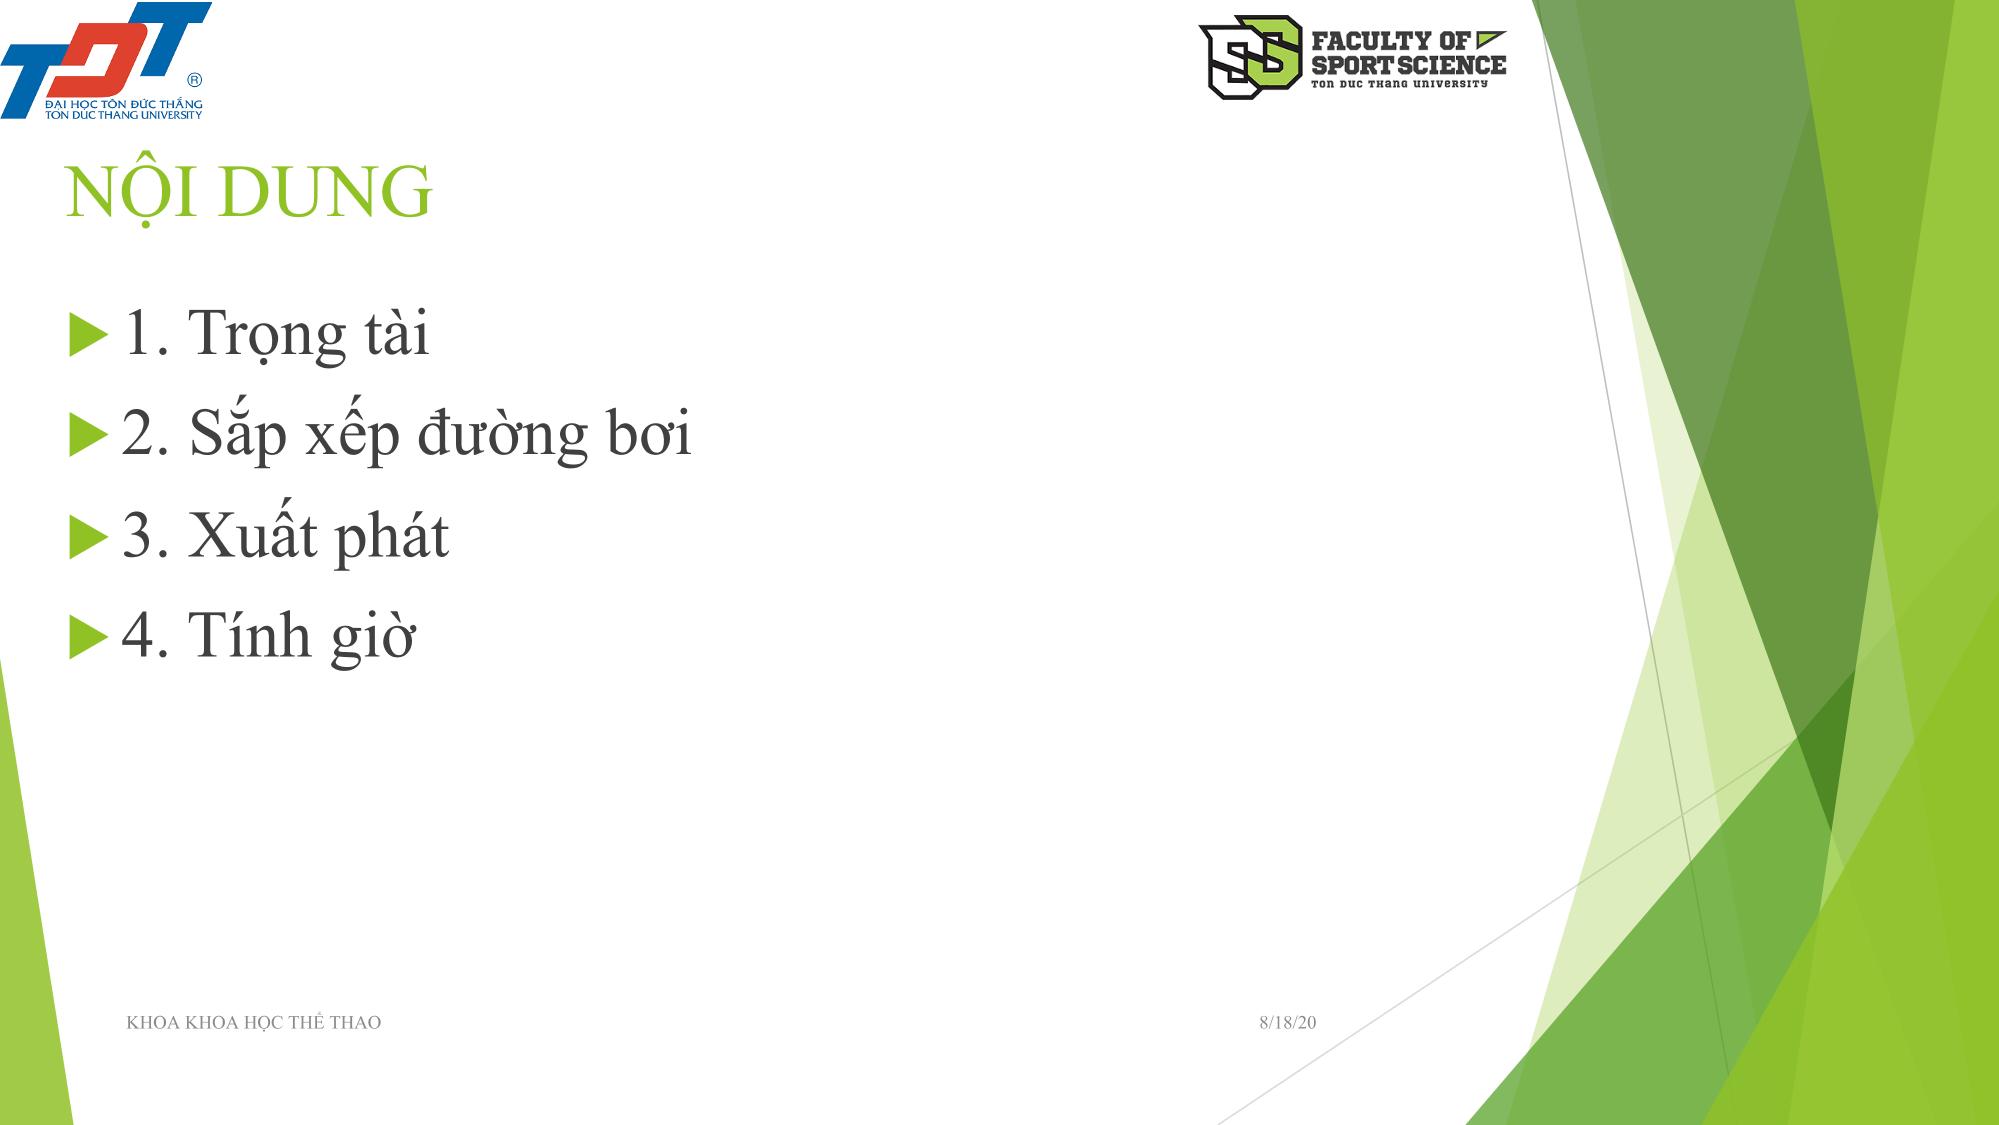 ĐẠI HỌC TÔN ĐỨC THẮNG
TON DUC THANG UNIVERSITY
®
FACULTY OF
SPORT SCIENCE
TON DUC THANG UNIVERSITY
NỘI DUNG
1. Trọng tài
2. Sắp xếp đường bơi
3. Xuất phát
4. Tính giờ
KHOA KHOA HỌC THỂ THAO
8/18/20